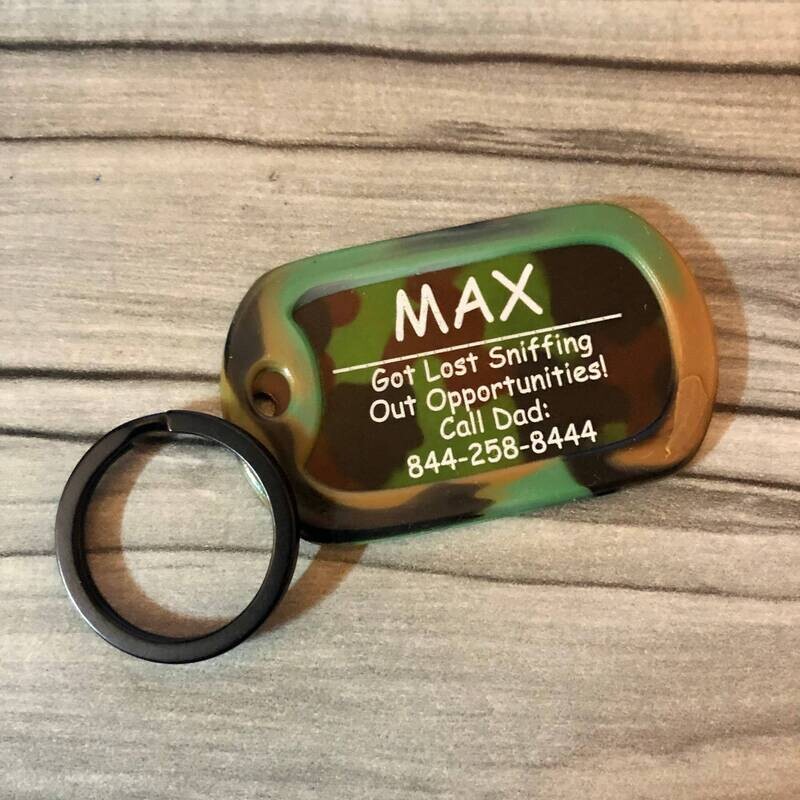 MAX
Got Lost Sniffing
Out Opportunities!
Call Dad:
844-258-8444